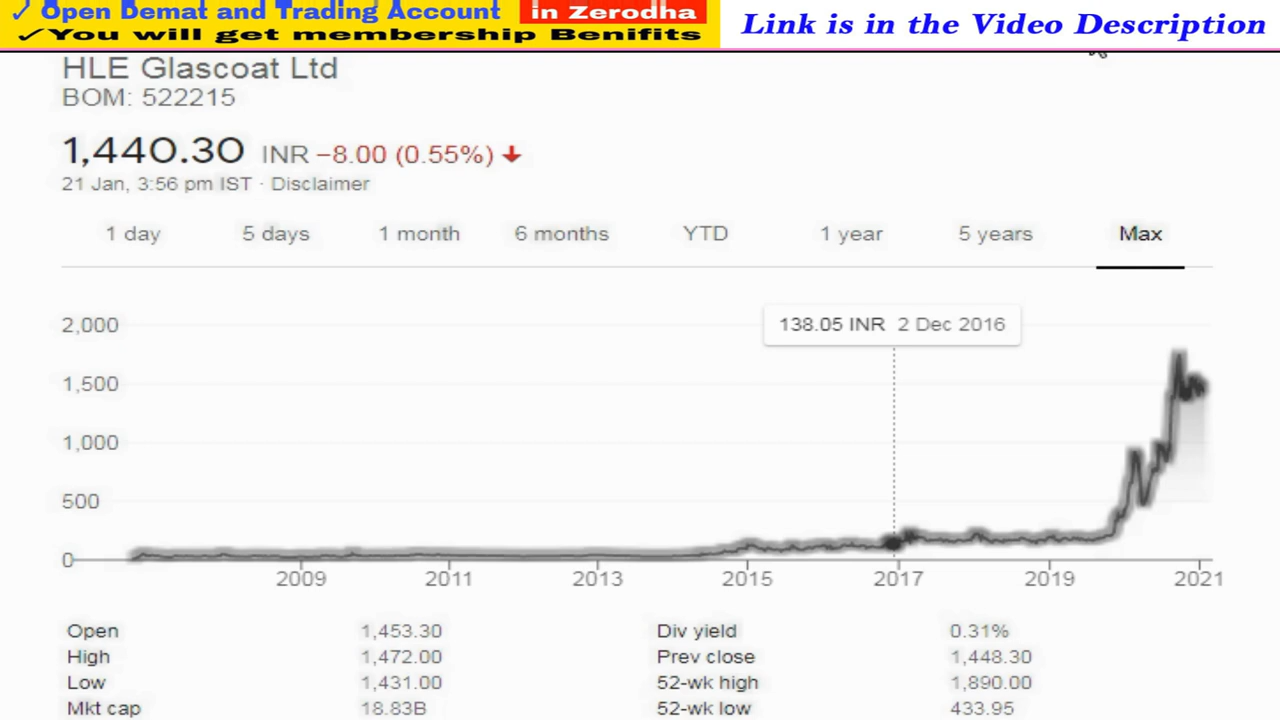 ✓ Open Demat and Trading Account in Zerodha
✓You will get membership Benifits
Link is in the Video Description
HLE Glascoat Ltd
BOM: 522215
1,440.30 INR −8.00 (0.55%) ↓
21 Jan, 3:56 pm IST · Disclaimer
1 day 5 days 1 month 6 months YTD 1 year 5 years Max
138.05 INR 2 Dec 2016
2,000
1,500
1,000
500
0
2009 2011 2013 2015 2017 2019 2021
Open 1,453.30 Div yield 0.31%
High 1,472.00 Prev close 1,448.30
Low 1,431.00 52-wk high 1,890.00
Mkt cap 18.83B 52-wk low 433.95